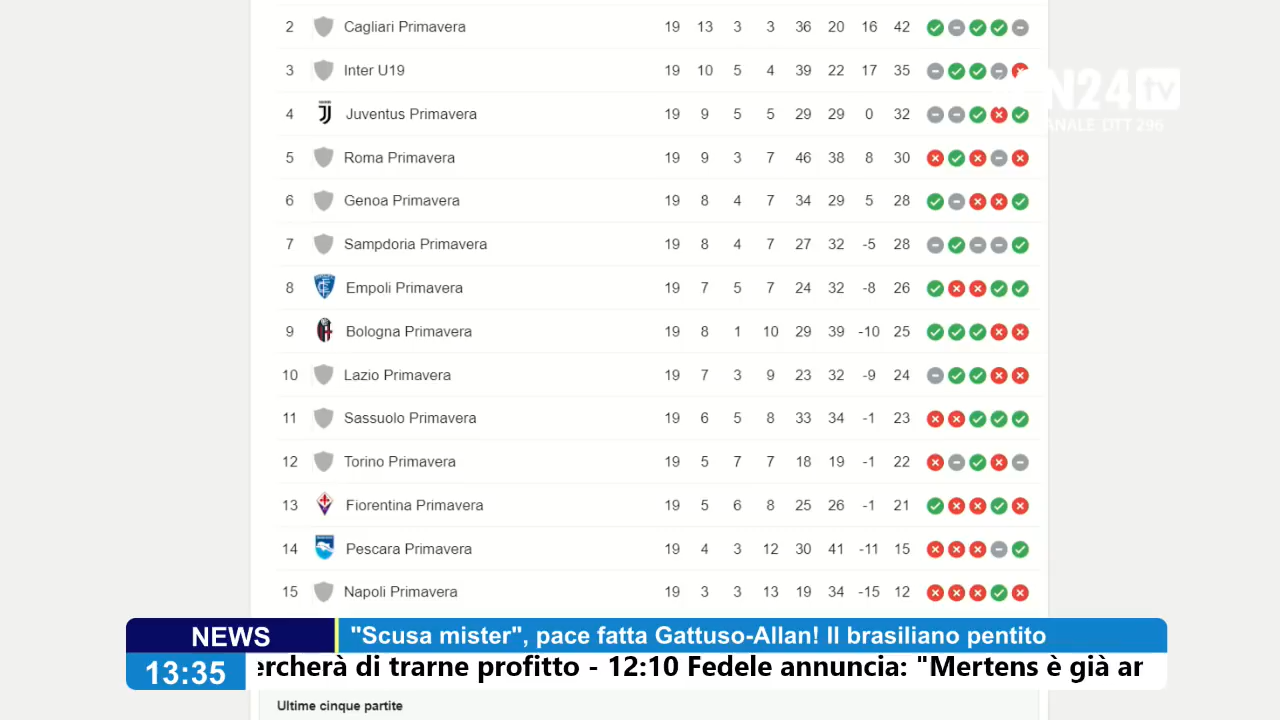 2 Cagliari Primavera 19 13 3 3 36 20 16 42
3 Inter U19 19 10 5 4 39 22 17 35
N24 tv
4 Juventus Primavera 19 9 5 5 29 29 0 32
ANALE DTT 296
5 Roma Primavera 19 9 3 7 46 38 8 30
6 Genoa Primavera 19 8 4 7 34 29 5 28
7 Sampdoria Primavera 19 8 4 7 27 32 -5 28
8 Empoli Primavera 19 7 5 7 24 32 -8 26
9 Bologna Primavera 19 8 1 10 29 39 -10 25
10 Lazio Primavera 19 7 3 9 23 32 -9 24
11 Sassuolo Primavera 19 6 5 8 33 34 -1 23
12 Torino Primavera 19 5 7 7 18 19 -1 22
13 Fiorentina Primavera 19 5 6 8 25 26 -1 21
14 Pescara Primavera 19 4 3 12 30 41 -11 15
15 Napoli Primavera 19 3 3 13 19 34 -15 12
NEWS "Scusa mister", pace fatta Gattuso-Allan! Il brasiliano pentito
13:35 ercherà di trarne profitto - 12:10 Fedele annuncia: "Mertens è già ar
Ultime cinque partite